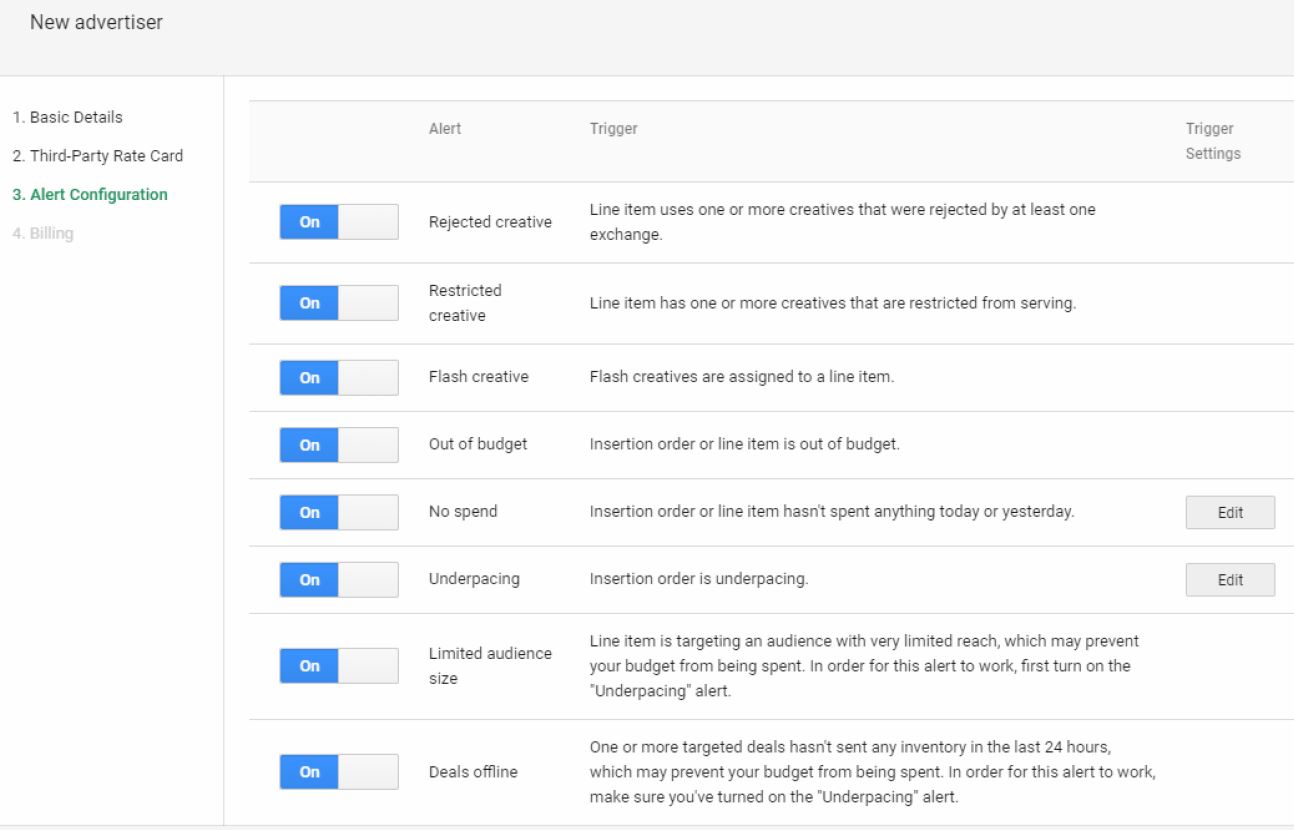 New advertiser
1. Basic Details
2. Third-Party Rate Card
3. Alert Configuration
4. Billing
Alert
Trigger
Trigger
Settings
On
Rejected creative
Line item uses one or more creatives that were rejected by at least one
exchange.
On
Restricted
creative
Line item has one or more creatives that are restricted from serving.
On
Flash creative
Flash creatives are assigned to a line item.
On
Out of budget
Insertion order or line item is out of budget.
On
No spend
Insertion order or line item hasn't spent anything today or yesterday.
Edit
On
Underpacing
Insertion order is underpacing.
Edit
On
Limited audience
size
Line item is targeting an audience with very limited reach, which may prevent
your budget from being spent. In order for this alert to work, first turn on the
"Underpacing" alert.
On
Deals offline
One or more targeted deals hasn't sent any inventory in the last 24 hours,
which may prevent your budget from being spent. In order for this alert to work,
make sure you've turned on the "Underpacing" alert.